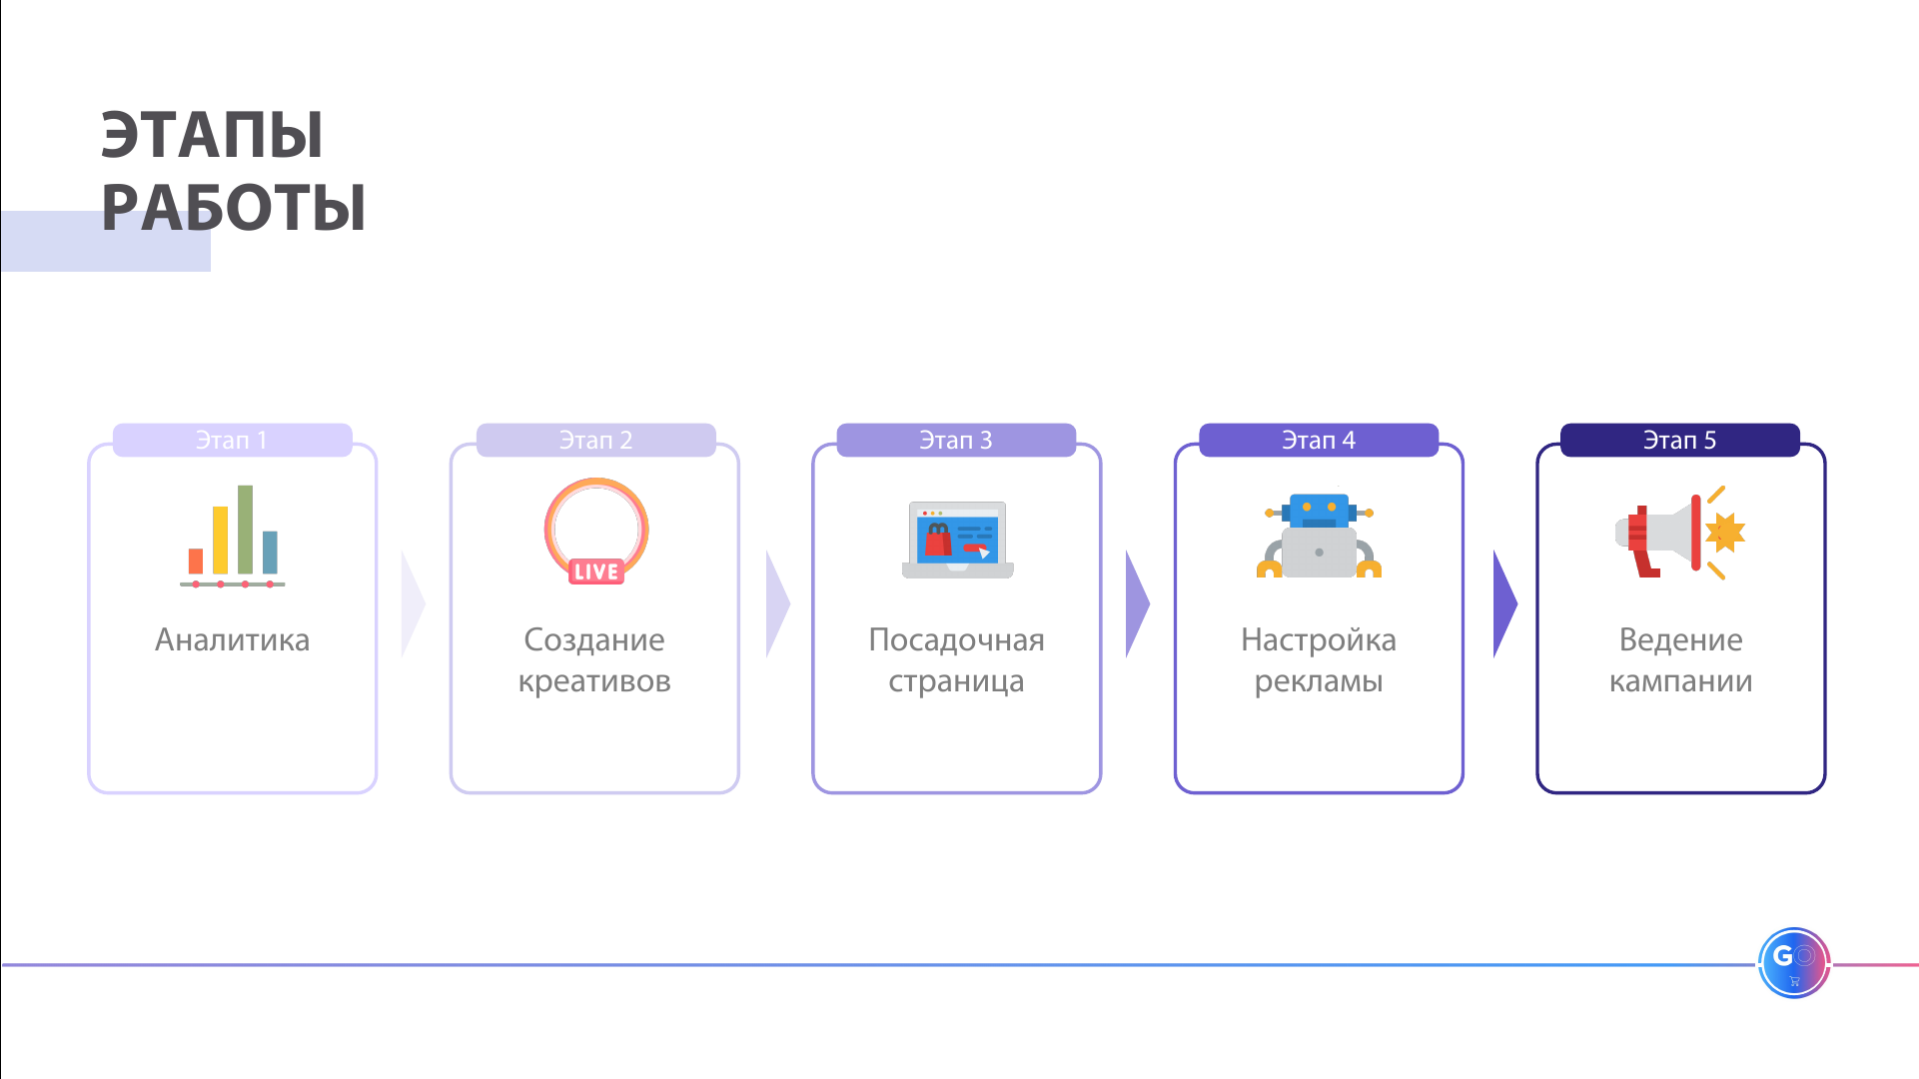 ЭТАПЫ
РАБОТЫ
Этап 1
Аналитика
Этап 2
LIVE
Создание
креативов
Этап 3
Посадочная
страница
Этап 4
Настройка
рекламы
Этап 5
Ведение
кампании
GO